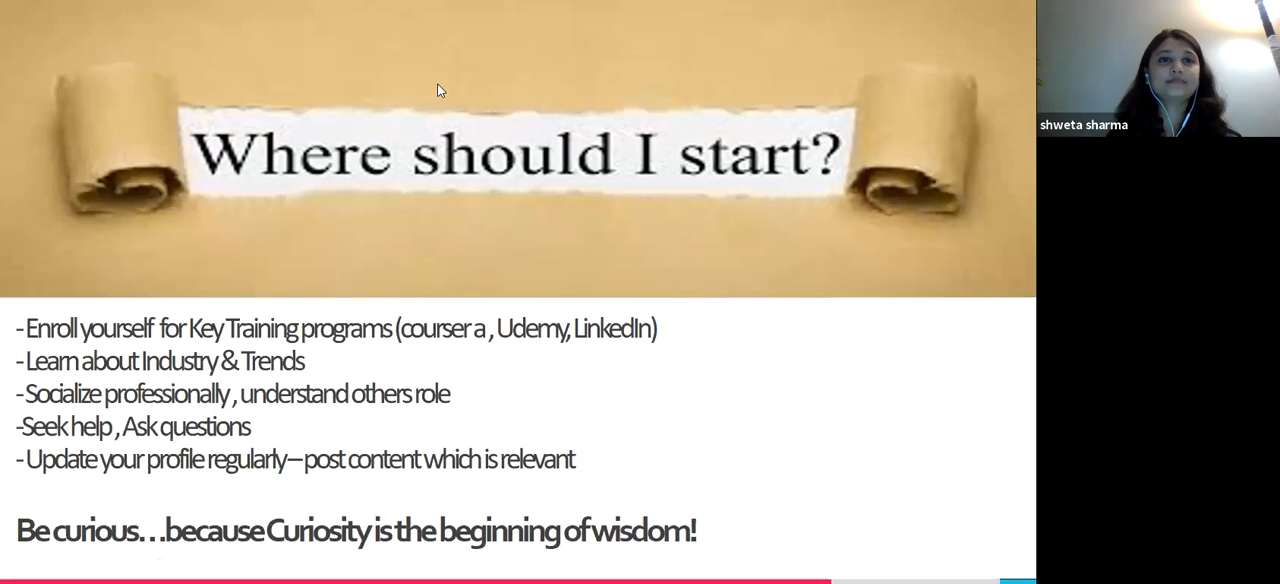 Where should I start?
shweta sharma
- Enroll yourself for Key Training programs (courser a , Udemy, LinkedIn)
- Learn about Industry & Trends
- Socialize professionally , understand others role
-Seek help , Ask questions
- Update your profile regularly – post content which is relevant
Be curious…because Curiosity is the beginning of wisdom!